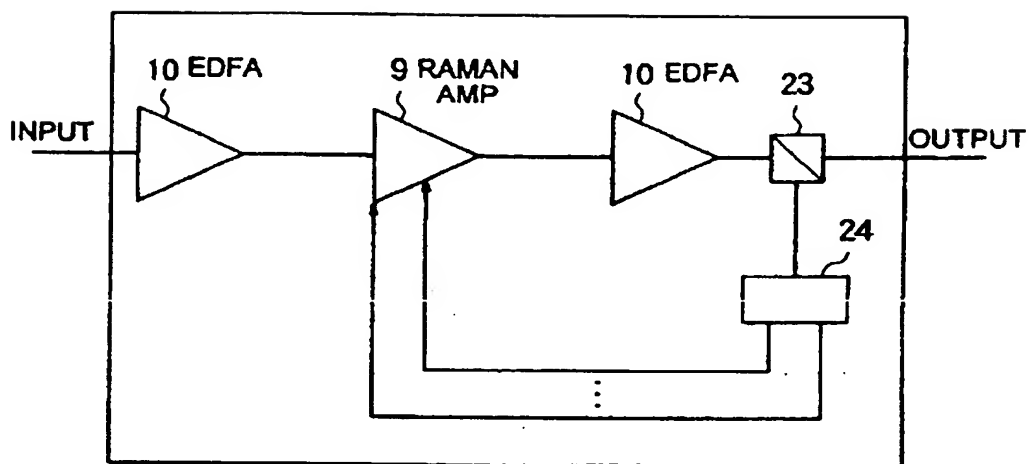 10 EDFA
9 RAMAN
AMP
10 EDFA
23
INPUT
OUTPUT
24